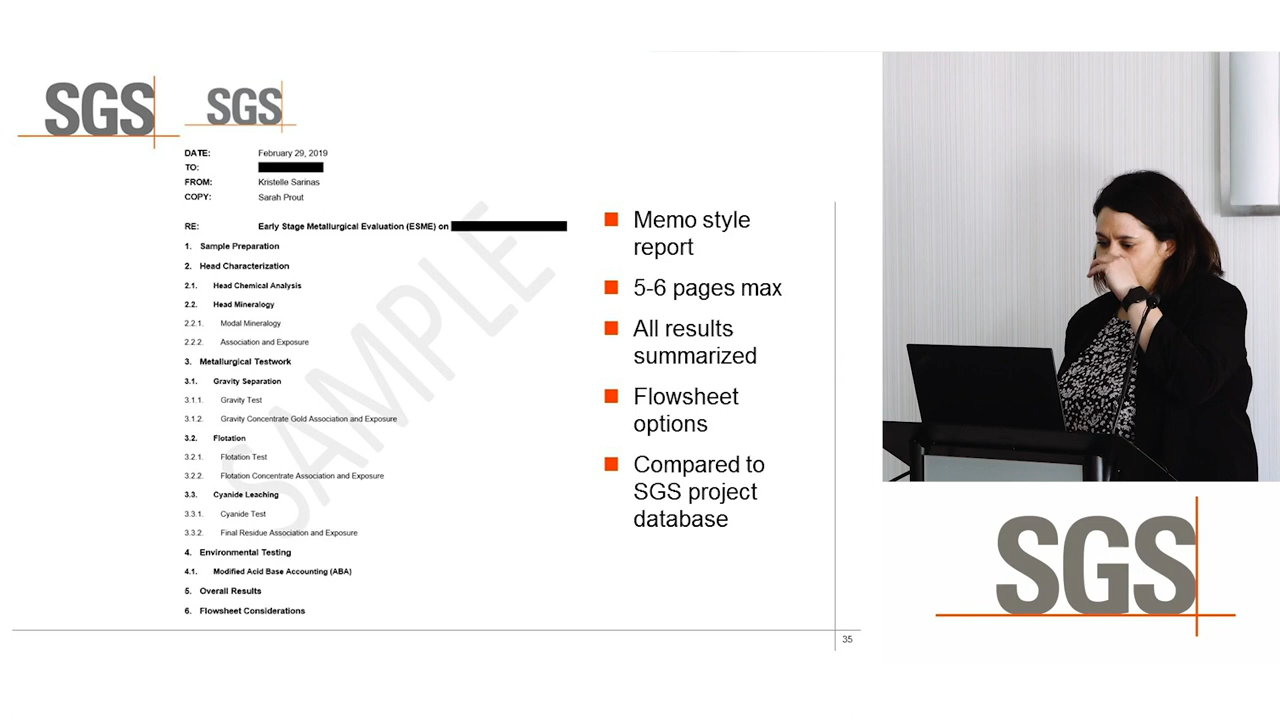 SGS
SGS
DATE: February 29, 2019
TO:
FROM: Kristelle Sarinas
COPY: Sarah Prout
RE: Early Stage Metallurgical Evaluation (ESME) on
1. Sample Preparation
2. Head Characterization
2.1. Head Chemical Analysis
2.2. Head Mineralogy
2.2.1. Modal Mineralogy
2.2.2. Association and Exposure
3. Metallurgical Testwork
3.1. Gravity Separation
3.1.1. Gravity Test
3.1.2. Gravity Concentrate Gold Association and Exposure
3.2. Flotation
3.2.1. Flotation Test
3.2.2. Flotation Concentrate Association and Exposure
3.3. Cyanide Leaching
3.3.1. Cyanide Test
3.3.2. Final Residue Association and Exposure
4. Environmental Testing
4.1. Modified Acid Base Accounting (ABA)
5. Overall Results
6. Flowsheet Considerations
SAMPLE
Memo style
report
5-6 pages max
All results
summarized
Flowsheet
options
Compared to
SGS project
database
35
SGS